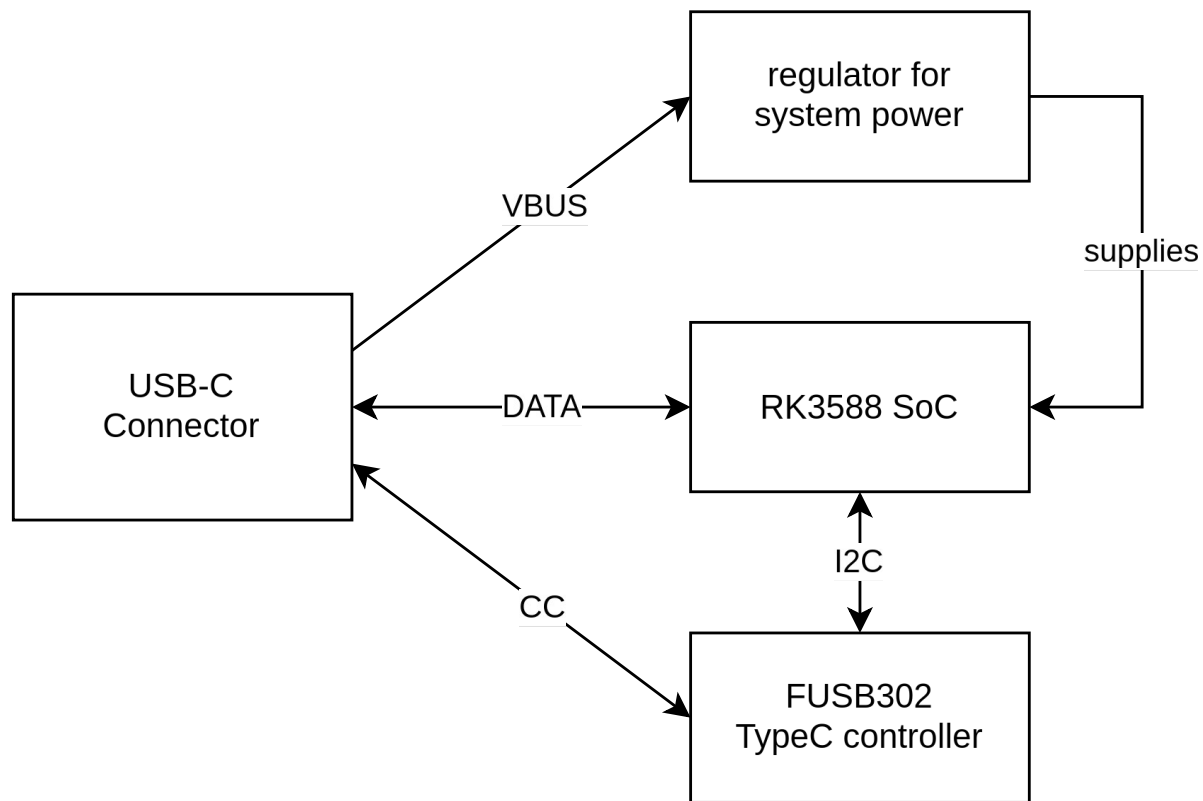 regulator for
system power
VBUS
supplies
USB-C
Connector
DATA
RK3588 SoC
I2C
CC
FUSB302
TypeC controller